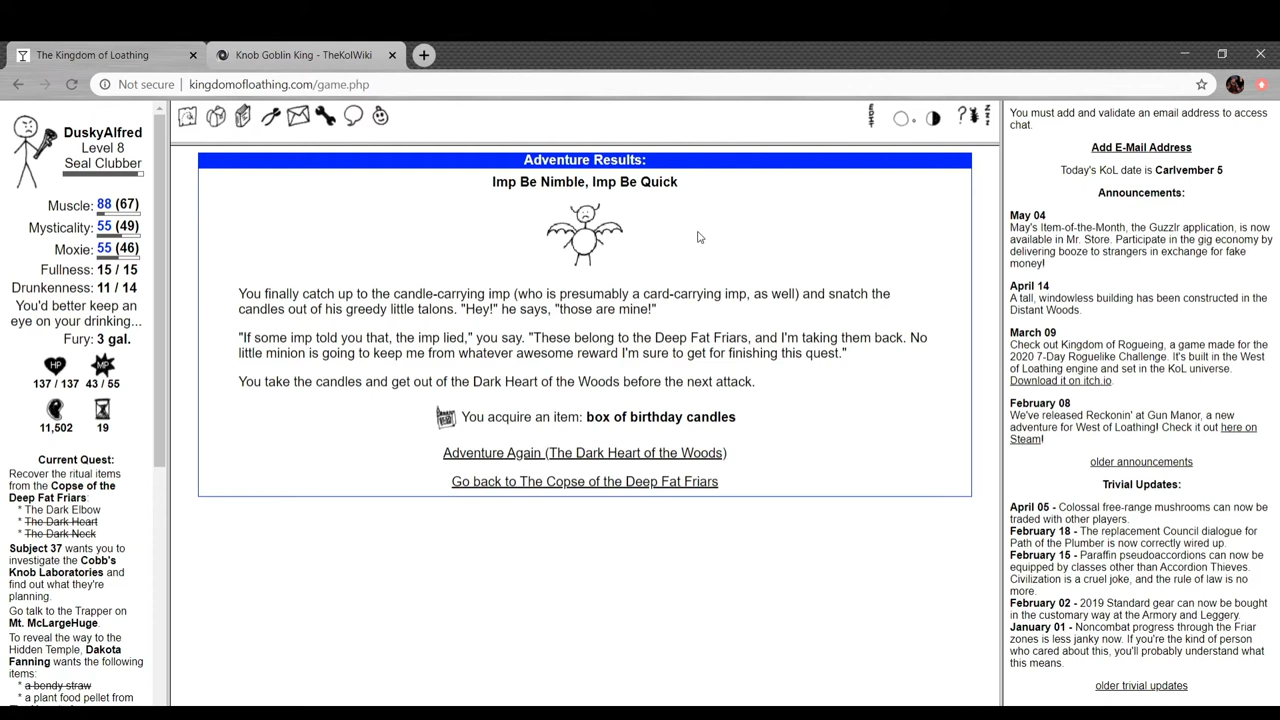 The Kingdom of Loathing
Knob Goblin King - TheKolWiki
Not secure
kingdomofloathing.com/game.php
DuskyAlfred
Level 8
Seal Clubber
Muscle: 88 (67)
Mysticality: 55 (49)
Moxie: 55 (46)
Fullness: 15 / 15
Drunkenness: 11 / 14
You'd better keep an
eye on your drinking...
Fury: 3 gal.
HP
MP
137 / 137
43 / 55
11,502
19
Current Quest:
Recover the ritual items
from the Copse of the
Deep Fat Friars:
* The Dark Elbow
* The Dark Heart
* The Dark Neck
Subject 37 wants you to
investigate the Cobb's
Knob Laboratories and
find out what they're
planning.
Go talk to the Trapper on
Mt. McLargeHuge.
To reveal the way to the
Hidden Temple, Dakota
Fanning wants the following
items:
* a bendy straw
* a plant food pellet from
Adventure Results:
Imp Be Nimble, Imp Be Quick
You finally catch up to the candle-carrying imp (who is presumably a card-carrying imp, as well) and snatch the
candles out of his greedy little talons. "Hey!" he says, "those are mine!"
"If some imp told you that, the imp lied," you say. "These belong to the Deep Fat Friars, and I'm taking them back. No
little minion is going to keep me from whatever awesome reward I'm sure to get for finishing this quest."
You take the candles and get out of the Dark Heart of the Woods before the next attack.
You acquire an item: box of birthday candles
Adventure Again (The Dark Heart of the Woods)
Go back to The Copse of the Deep Fat Friars
You must add and validate an email address to access
chat.
Add E-Mail Address
Today's KoL date is Carlvember 5
Announcements:
May 04
May's Item-of-the-Month, the Guzzlr application, is now
available in Mr. Store. Participate in the gig economy by
delivering booze to strangers in exchange for fake
money!
April 14
A tall, windowless building has been constructed in the
Distant Woods.
March 09
Check out Kingdom of Rogueing, a game made for the
2020 7-Day Roguelike Challenge. It's built in the West
of Loathing engine and set in the KoL universe.
Download it on itch.io.
February 08
We've released Reckonin' at Gun Manor, a new
adventure for West of Loathing! Check it out here on
Steam!
older announcements
Trivial Updates:
April 05 - Colossal free-range mushrooms can now be
traded with other players.
February 18 - The replacement Council dialogue for
Path of the Plumber is now correctly wired up.
February 15 - Paraffin pseudoaccordions can now be
equipped by classes other than Accordion Thieves.
Civilization is a cruel joke, and the rule of law is no
more.
February 02 - 2019 Standard gear can now be bought
in the customary way at the Armory and Leggery.
January 01 - Noncombat progress through the Friar
zones is less janky now. If you're the kind of person
who cared about this, you'll probably understand what
this means.
older trivial updates